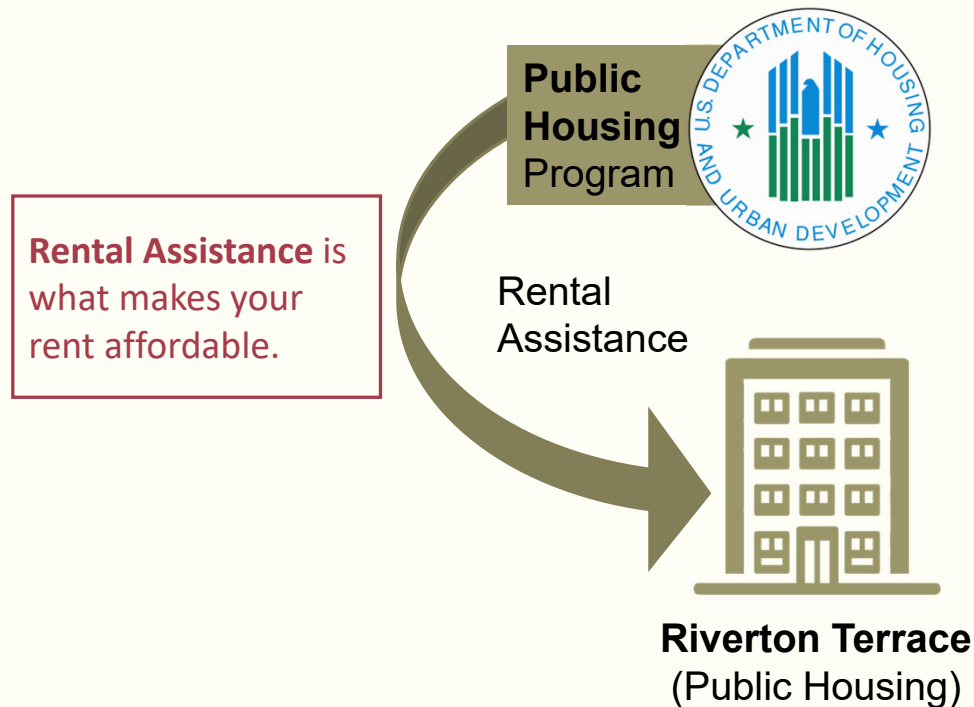 Public
Housing
Program
U.S. DEPARTMENT OF HOUSING
AND URBAN DEVELOPMENT
Rental Assistance is
what makes your
rent affordable.
Rental
Assistance
Riverton Terrace
(Public Housing)